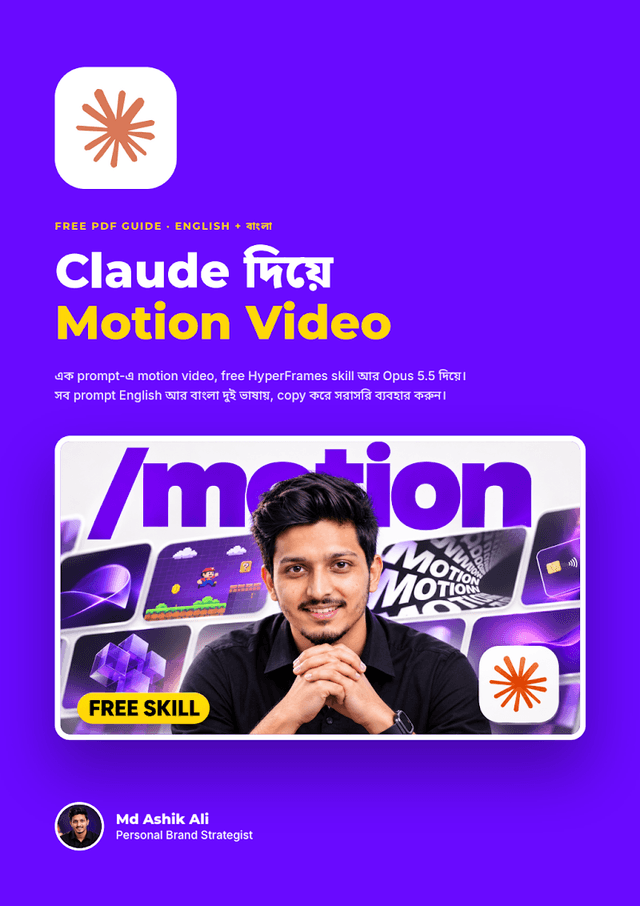 FREE PDF GUIDE · ENGLISH + বাংলা
Claude দিয়ে
Motion Video
এক prompt-এ motion video, free HyperFrames skill আর Opus 5.5 দিয়ে।
সব prompt English আর বাংলা দুই ভাষায়, copy করে সরাসরি ব্যবহার করুন।
/motion
MOTION
MOTION
FREE SKILL
Md Ashik Ali
Personal Brand Strategist